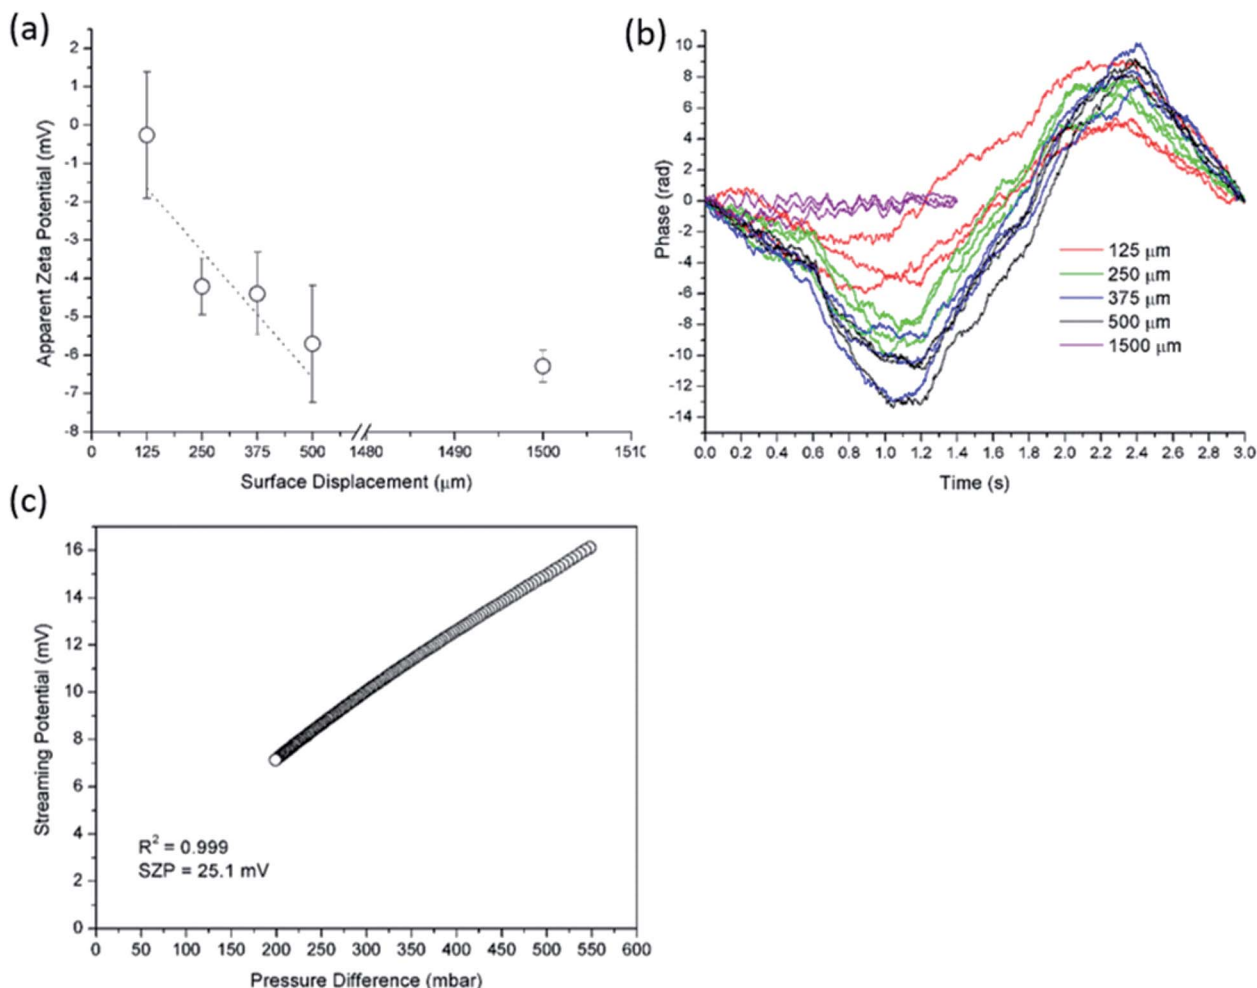 (a)
2
1
0
-1
-2
-3
-4
-5
-6
-7
-8
Apparent Zeta Potential (mV)
0 125 250 375 500 1480 1490 1500 1510
Surface Displacement (μm)
(b)
10
8
6
4
2
0
-2
-4
-6
-8
-10
-12
-14
Phase (rad)
125 μm
250 μm
375 μm
500 μm
1500 μm
0.0 0.2 0.4 0.6 0.8 1.0 1.2 1.4 1.6 1.8 2.0 2.2 2.4 2.6 2.8 3.0
Time (s)
(c)
16
14
12
10
8
6
4
2
0
Streaming Potential (mV)
R² = 0.999
SZP = 25.1 mV
0 50 100 150 200 250 300 350 400 450 500 550 600
Pressure Difference (mbar)